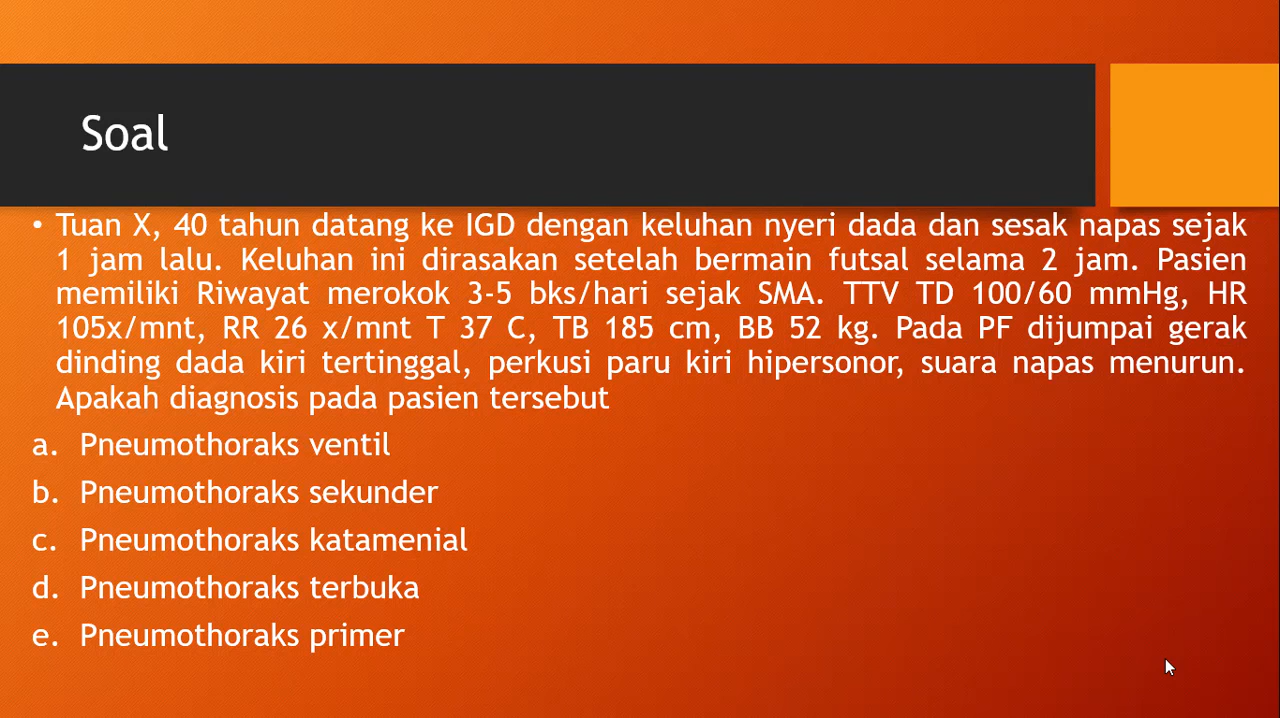 Soal
• Tuan X, 40 tahun datang ke IGD dengan keluhan nyeri dada dan sesak napas sejak
1 jam lalu. Keluhan ini dirasakan setelah bermain futsal selama 2 jam. Pasien
memiliki Riwayat merokok 3-5 bks/hari sejak SMA. TTV TD 100/60 mmHg, HR
105x/mnt, RR 26 x/mnt T 37 C, TB 185 cm, BB 52 kg. Pada PF dijumpai gerak
dinding dada kiri tertinggal, perkusi paru kiri hipersonor, suara napas menurun.
Apakah diagnosis pada pasien tersebut
a. Pneumothoraks ventil
b. Pneumothoraks sekunder
c. Pneumothoraks katamenial
d. Pneumothoraks terbuka
e. Pneumothoraks primer